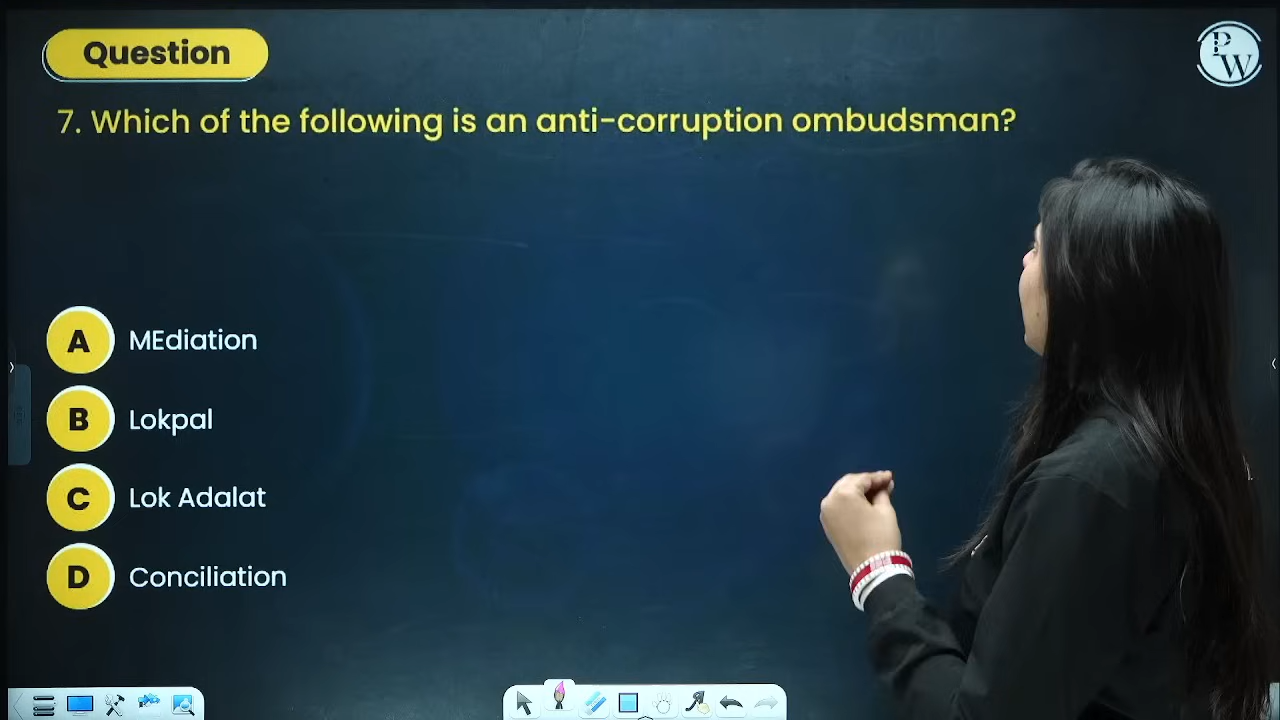 Question
PW
7. Which of the following is an anti-corruption ombudsman?
A MEdiation
B Lokpal
C Lok Adalat
D Conciliation